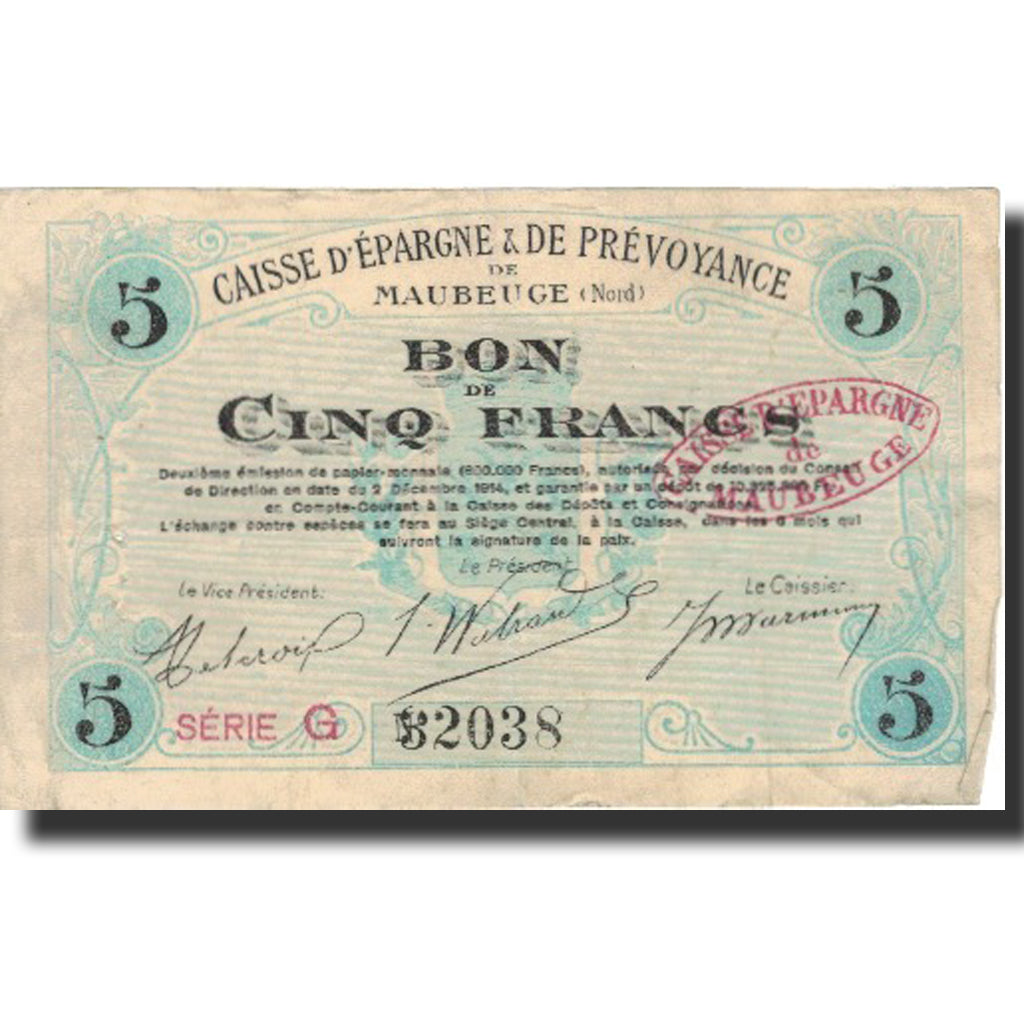 CAISSE D'ÉPARGNE & DE PRÉVOYANCE
DE
MAUBEUGE (Nord)
5
5
BON
DE
CINQ FRANCS
CAISSE D'EPARGNE
de
MAUBEUGE
Deuxième émission de papier-monnaie (800.000 Francs), autorisée par décision du Conseil
de Direction en date du 2 Décembre 1914, et garantie par un dépôt de Fr.
en Compte-Courant à la Caisse des Dépôts et Consignations.
L'échange contre espèces se fera au Siège Central, à la Caisse, dans les 6 mois qui
suivront la signature de la paix.
Le Président
Le Vice Président:
Le Caissier:
5
SÉRIE G
2038
5